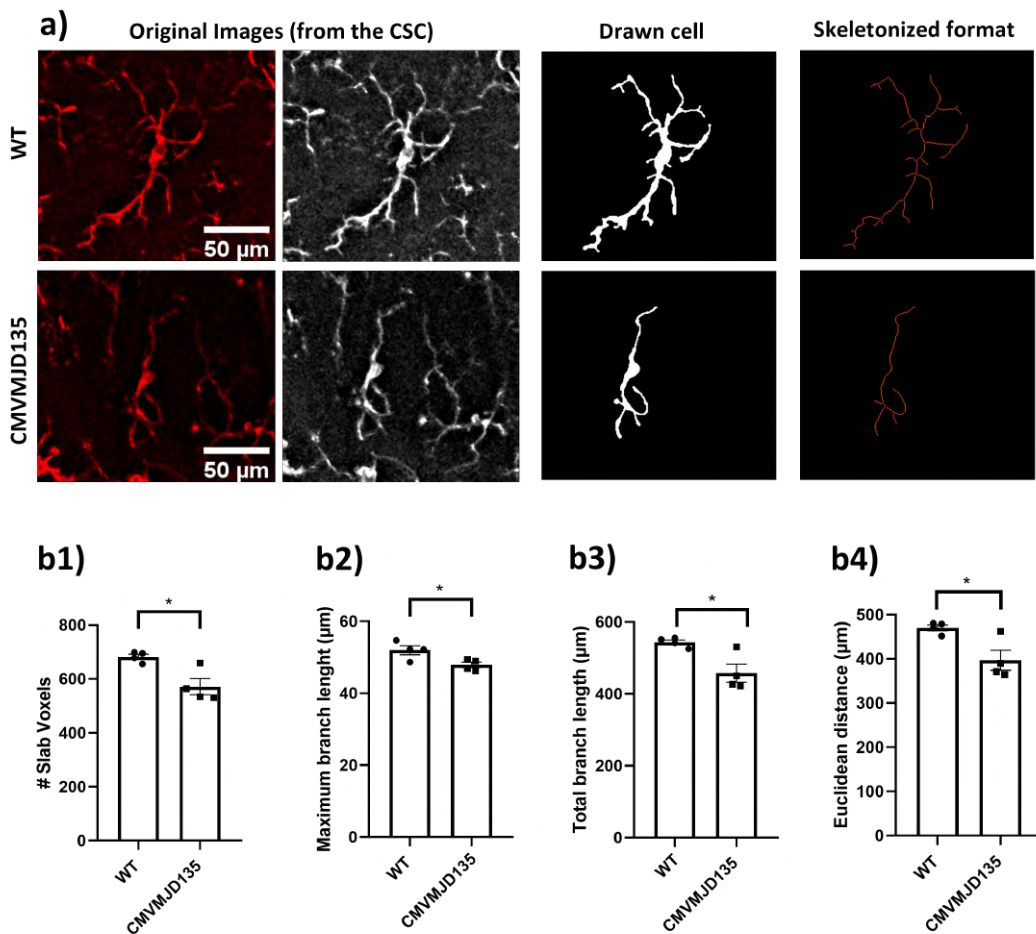 a)
Original Images (from the CSC)
Drawn cell
Skeletonized format
WT
50 µm
CMVMJD135
50 µm
b1)
# Slab Voxels
800
600
400
200
0
*
WT
CMVMJD135
b2)
Maximum branch lenght (µm)
60
40
20
0
*
WT
CMVMJD135
b3)
Total branch length (µm)
600
400
200
0
*
WT
CMVMJD135
b4)
Euclidean distance (µm)
500
400
300
200
100
0
*
WT
CMVMJD135